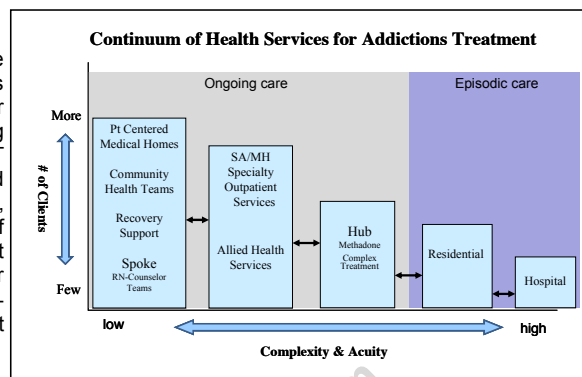 Continuum of Health Services for Addictions Treatment
Ongoing care
Episodic care
More
# of Clients
Few
Pt Centered
Medical Homes
Community
Health Teams
Recovery
Support
Spoke
RN-Counselor
Teams
SA/MH
Specialty
Outpatient
Services
Allied Health
Services
Hub
Methadone
Complex
Treatment
Residential
Hospital
low
high
Complexity & Acuity